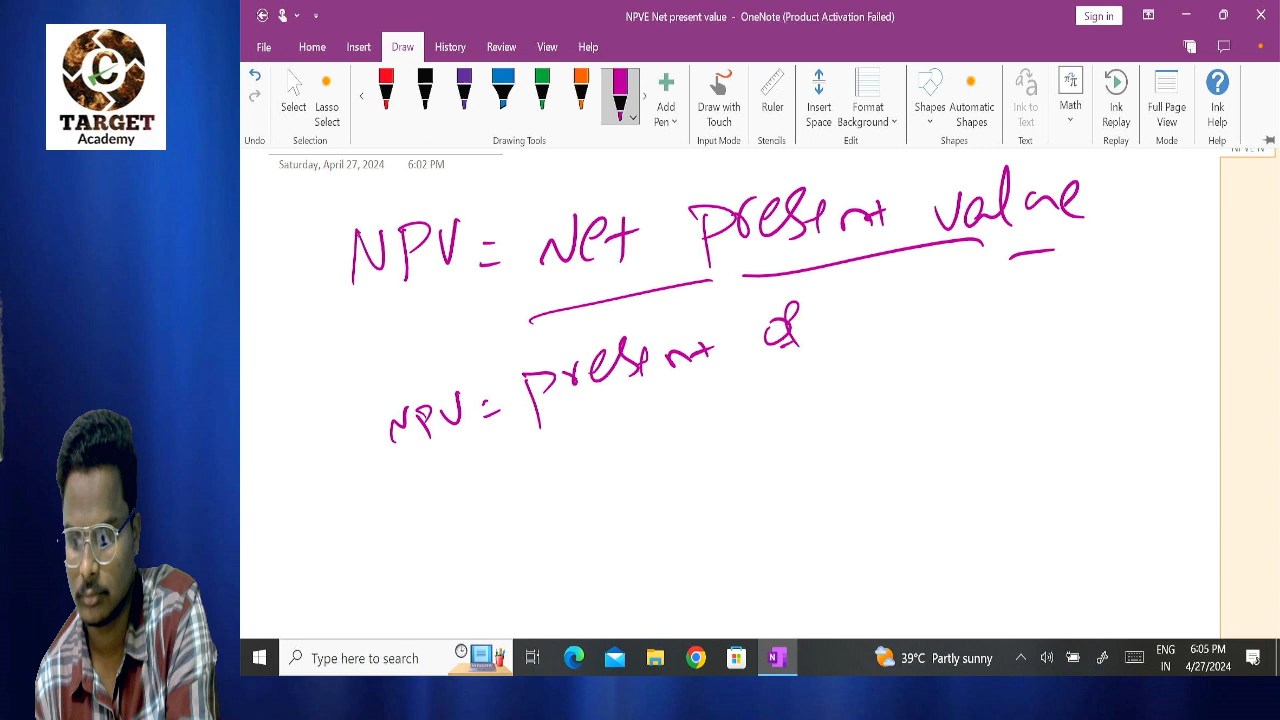 TARGET
Academy
NPVE Net present value - OneNote (Product Activation Failed)
Sign in
File Home Insert Draw History Review View Help
Select Lasso Select
Add Pen
Draw with Touch
Ruler
Insert Space
Format Background
Shapes
Automatic Shapes
Ink to Text
Math
Ink Replay
Full Page View
Ink Help
Undo Selection Drawing Tools Input Mode Stencils Edit Shapes Text Replay Mode Help
Saturday, April 27, 2024 6:02 PM
NPV = Net present value
NPV = present
Type here to search
39°C Partly sunny
ENG
IN
6:05 PM
4/27/2024